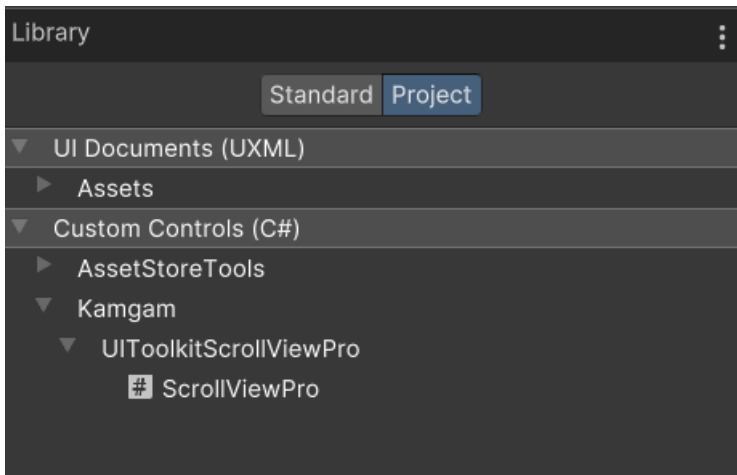 Library
Standard Project
UI Documents (UXML)
Assets
Custom Controls (C#)
AssetStoreTools
Kamgam
UIToolkitScrollViewPro
# ScrollViewPro